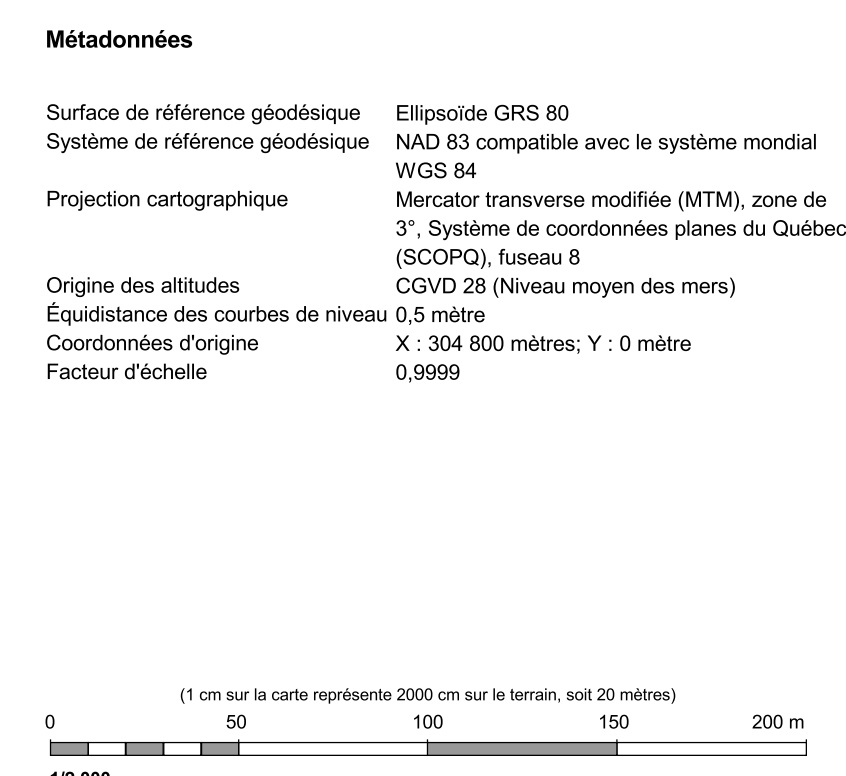 Métadonnées
Surface de référence géodésique Ellipsoïde GRS 80
Système de référence géodésique NAD 83 compatible avec le système mondial
WGS 84
Projection cartographique Mercator transverse modifiée (MTM), zone de
3°, Système de coordonnées planes du Québec
(SCOPQ), fuseau 8
Origine des altitudes CGVD 28 (Niveau moyen des mers)
Équidistance des courbes de niveau 0,5 mètre
Coordonnées d'origine X : 304 800 mètres; Y : 0 mètre
Facteur d'échelle 0,9999
(1 cm sur la carte représente 2000 cm sur le terrain, soit 20 mètres)
0 50 100 150 200 m
1/2 000